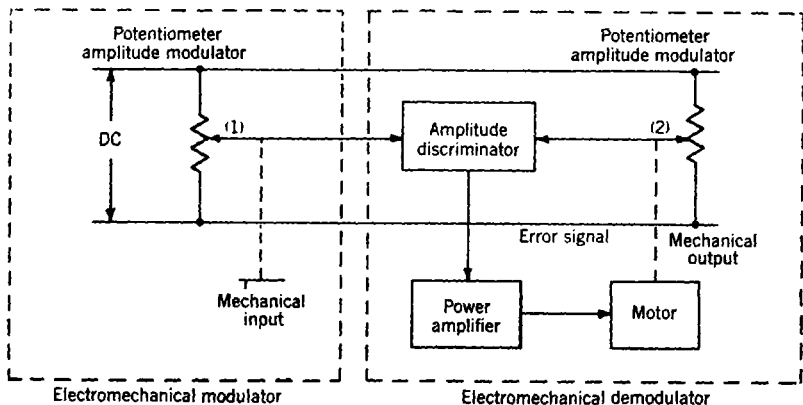 Potentiometer
amplitude modulator
Potentiometer
amplitude modulator
DC
(1)
Amplitude
discriminator
(2)
Error signal
Mechanical
output
Mechanical
input
Power
amplifier
Motor
Electromechanical modulator
Electromechanical demodulator